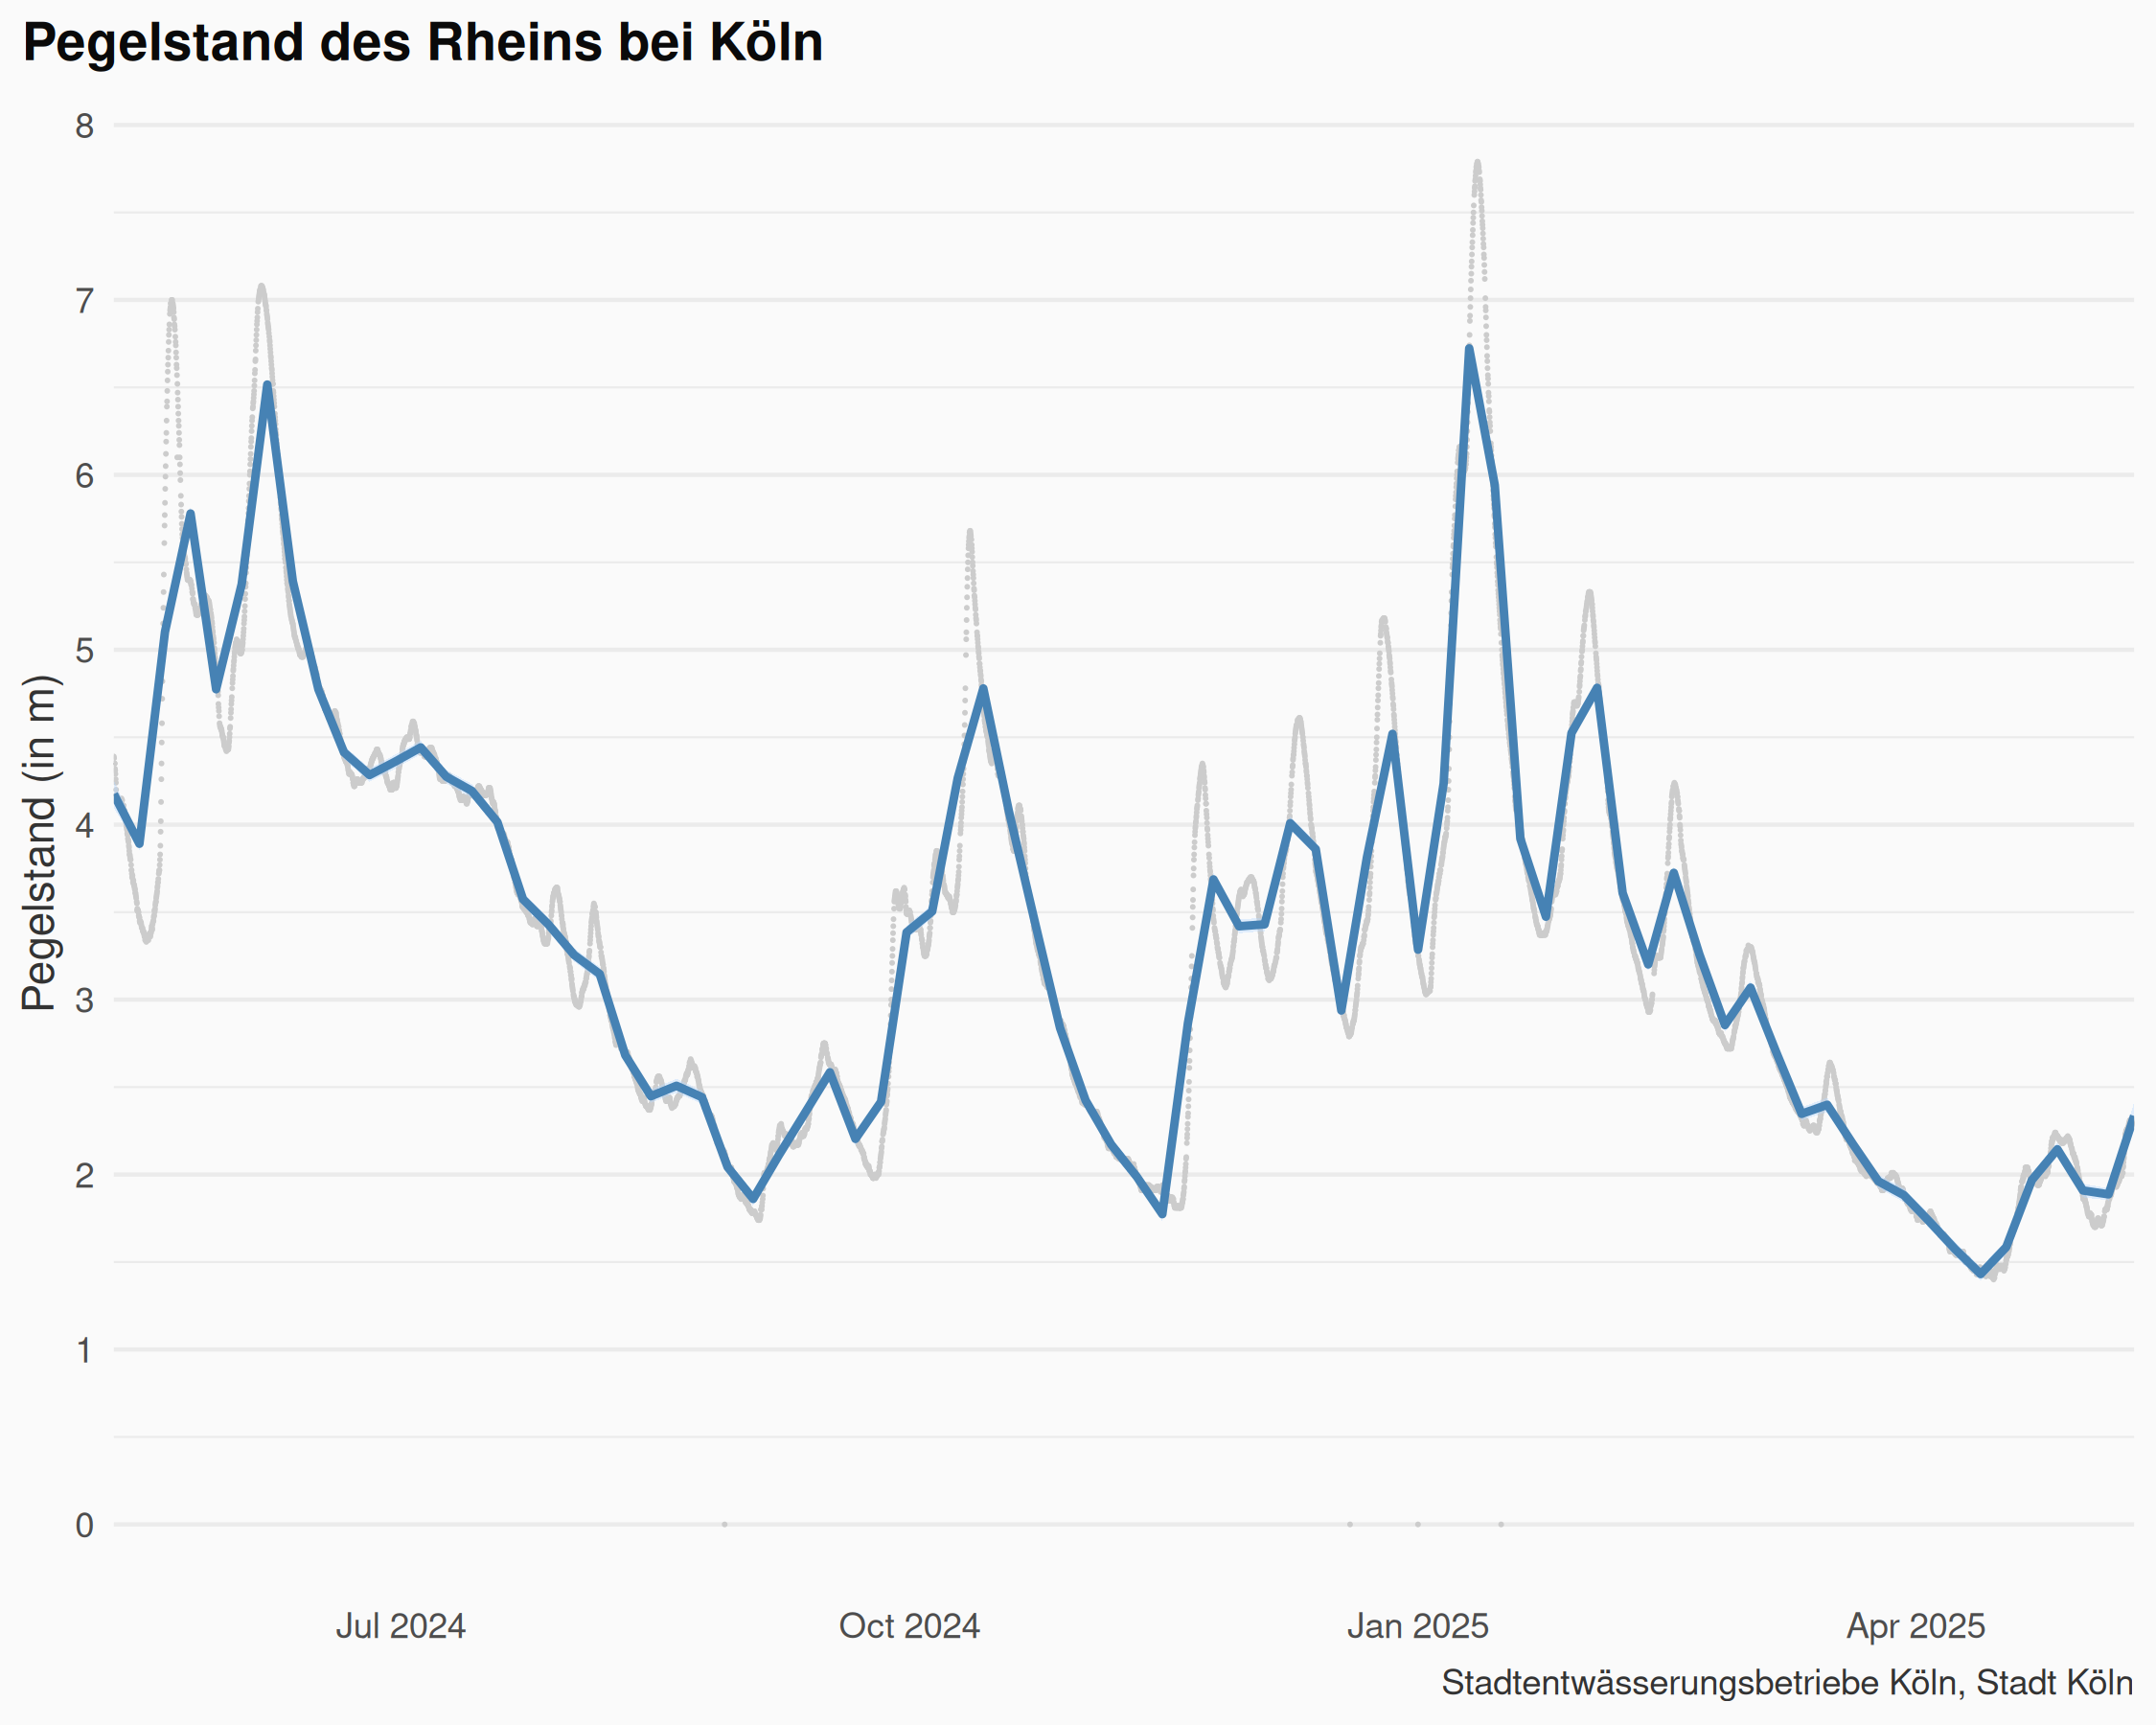 Pegelstand des Rheins bei Köln
Pegelstand (in m)
8
7
6
5
4
3
2
1
0
Jul 2024 Oct 2024 Jan 2025 Apr 2025
Stadtentwässerungsbetriebe Köln, Stadt Köln